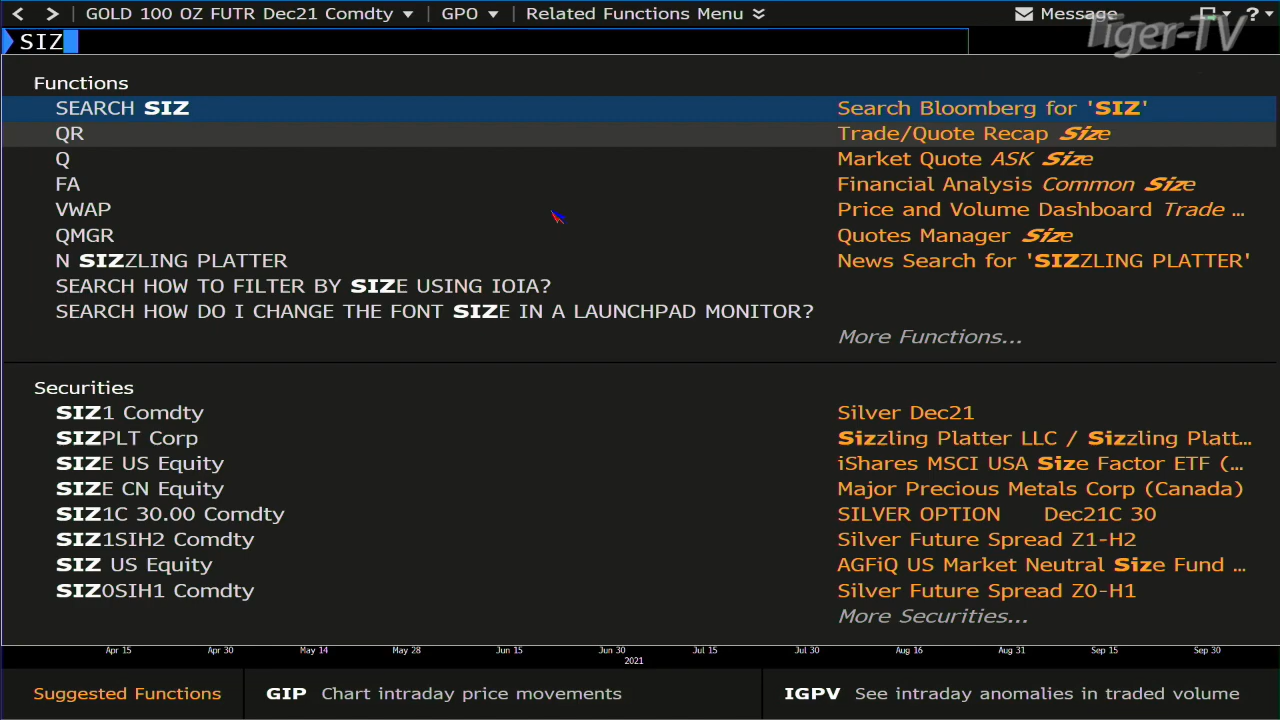 GOLD 100 OZ FUTR Dec21 Comdty GPO Related Functions Menu Message ?
Tiger-TV
SIZ
Functions
SEARCH SIZ Search Bloomberg for 'SIZ'
QR Trade/Quote Recap Size
Q Market Quote ASK Size
FA Financial Analysis Common Size
VWAP Price and Volume Dashboard Trade ...
QMGR Quotes Manager Size
N SIZZLING PLATTER News Search for 'SIZZLING PLATTER'
SEARCH HOW TO FILTER BY SIZE USING IOIA?
SEARCH HOW DO I CHANGE THE FONT SIZE IN A LAUNCHPAD MONITOR?
More Functions...
Securities
SIZ1 Comdty Silver Dec21
SIZPLT Corp Sizzling Platter LLC / Sizzling Platt...
SIZE US Equity iShares MSCI USA Size Factor ETF (...
SIZE CN Equity Major Precious Metals Corp (Canada)
SIZ1C 30.00 Comdty SILVER OPTION Dec21C 30
SIZ1SIH2 Comdty Silver Future Spread Z1-H2
SIZ US Equity AGFiQ US Market Neutral Size Fund ...
SIZ0SIH1 Comdty Silver Future Spread Z0-H1
More Securities...
Apr 15 Apr 30 May 14 May 28 Jun 15 Jun 30 Jul 15 Jul 30 Aug 16 Aug 31 Sep 15 Sep 30
2021
Suggested Functions GIP Chart intraday price movements IGPV See intraday anomalies in traded volume